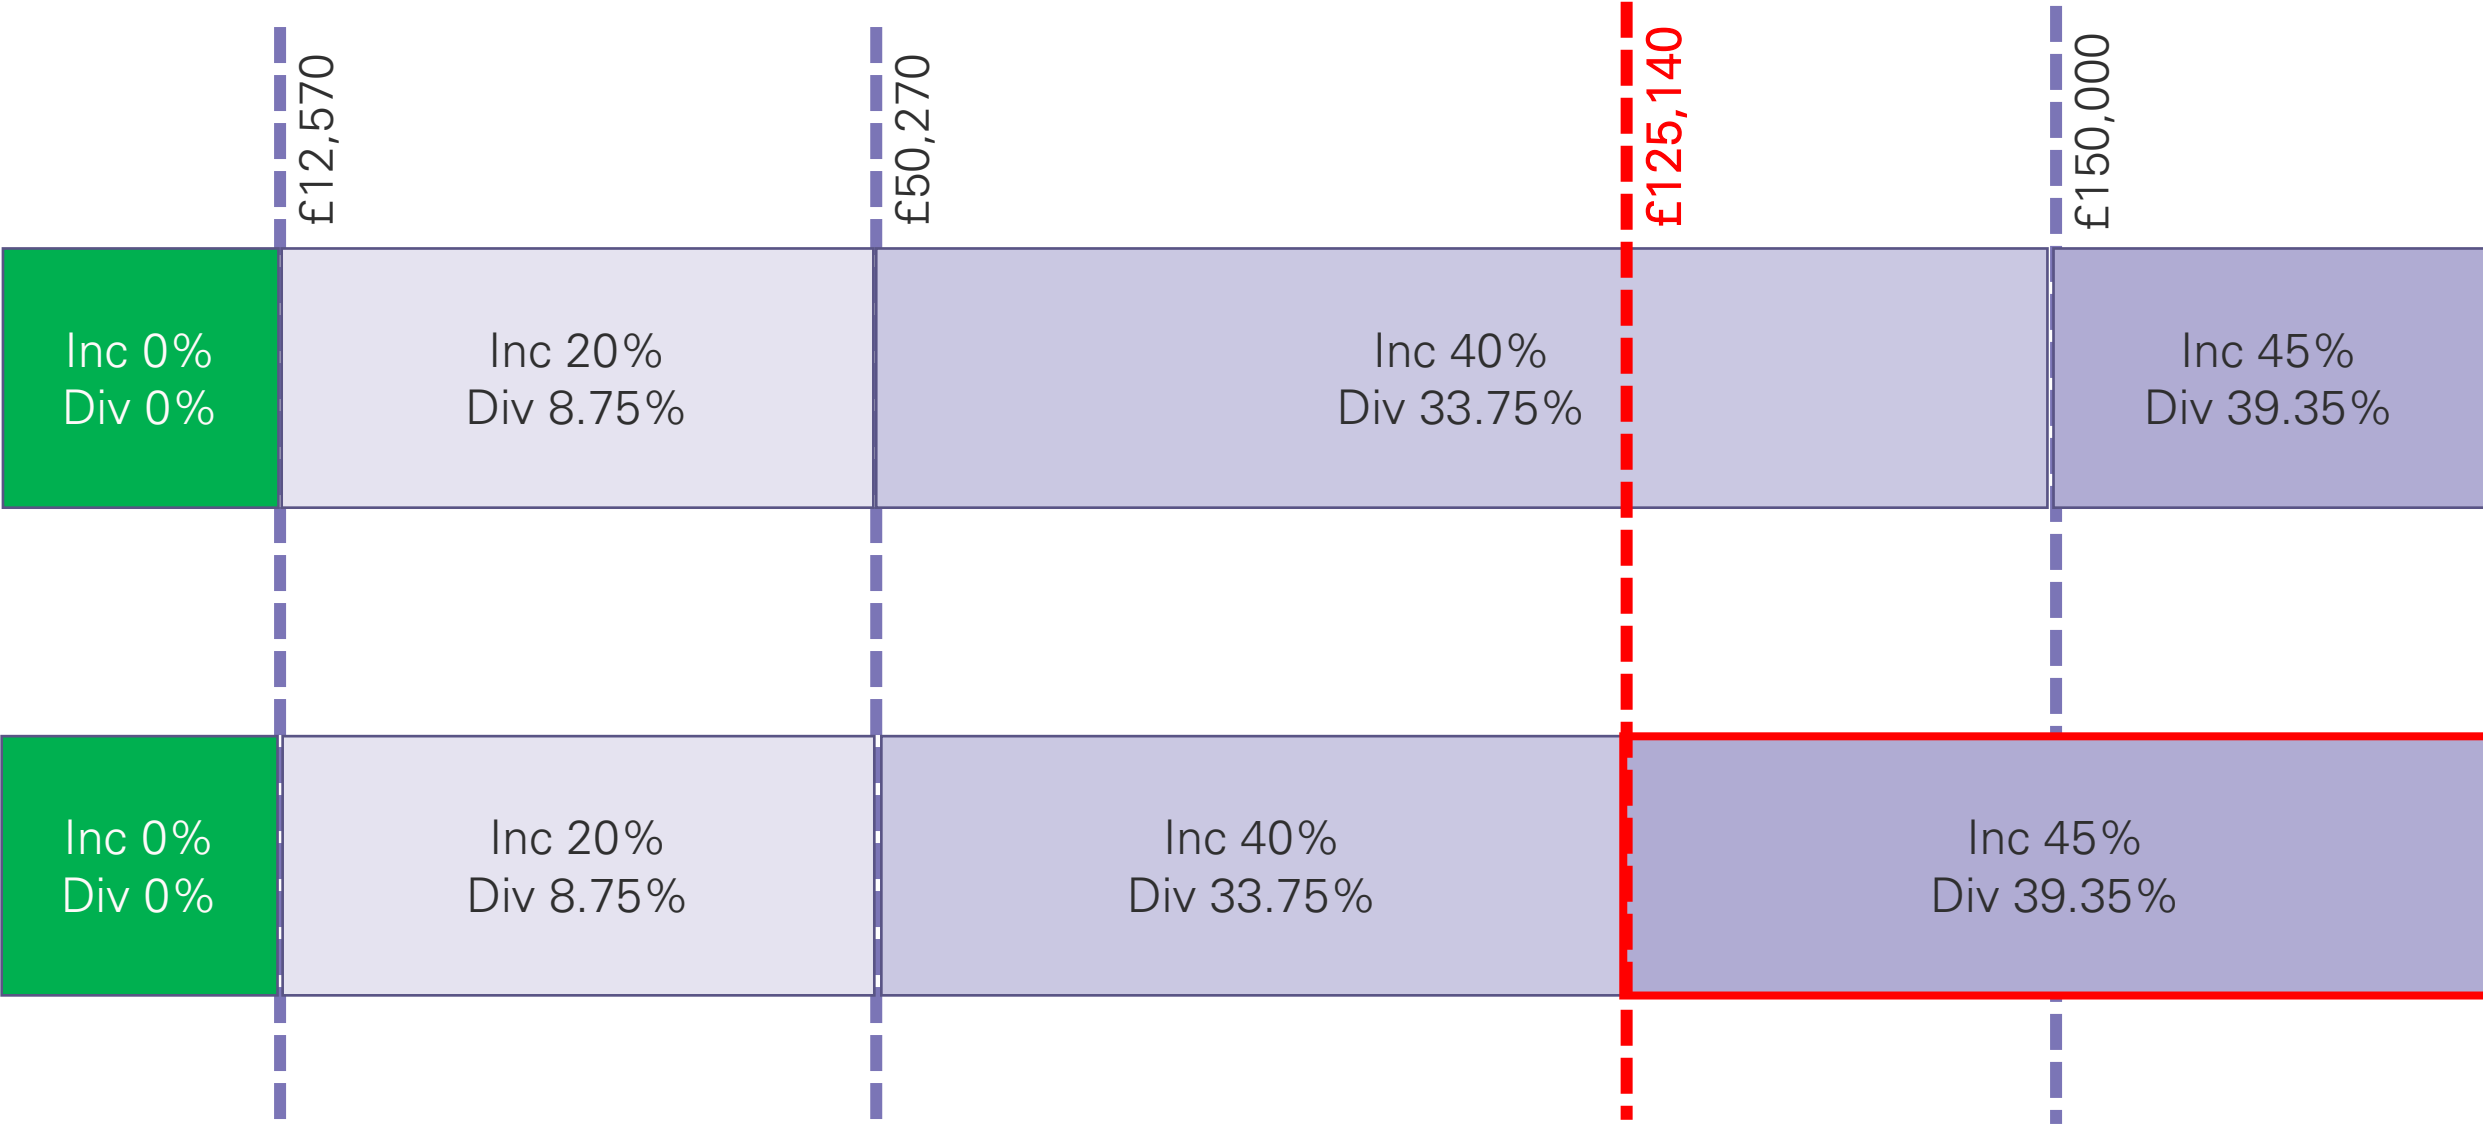 £12,570
£50,270
£125,140
£150,000
Inc 0%
Div 0%
Inc 20%
Div 8.75%
Inc 40%
Div 33.75%
Inc 45%
Div 39.35%
Inc 0%
Div 0%
Inc 20%
Div 8.75%
Inc 40%
Div 33.75%
Inc 45%
Div 39.35%